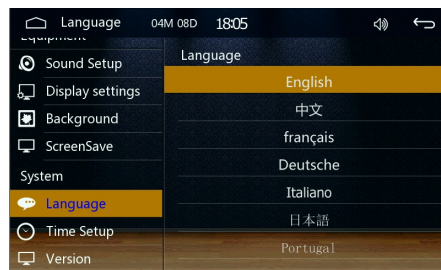 Language 04M 08D 18:05
Equipment
Sound Setup
Display settings
Background
ScreenSave
System
Language
Time Setup
Version
Language
English
中文
français
Deutsche
Italiano
日本語
Portugal